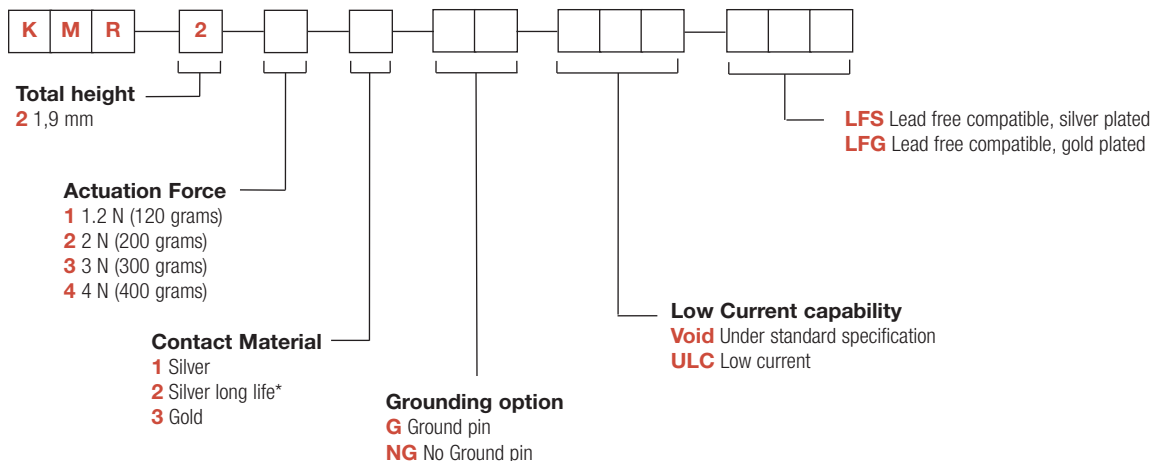 K M R 2
Total height
2 1,9 mm
LFS Lead free compatible, silver plated
LFG Lead free compatible, gold plated
Actuation Force
1 1.2 N (120 grams)
2 2 N (200 grams)
3 3 N (300 grams)
4 4 N (400 grams)
Low Current capability
Void Under standard specification
ULC Low current
Contact Material
1 Silver
2 Silver long life*
3 Gold
Grounding option
G Ground pin
NG No Ground pin